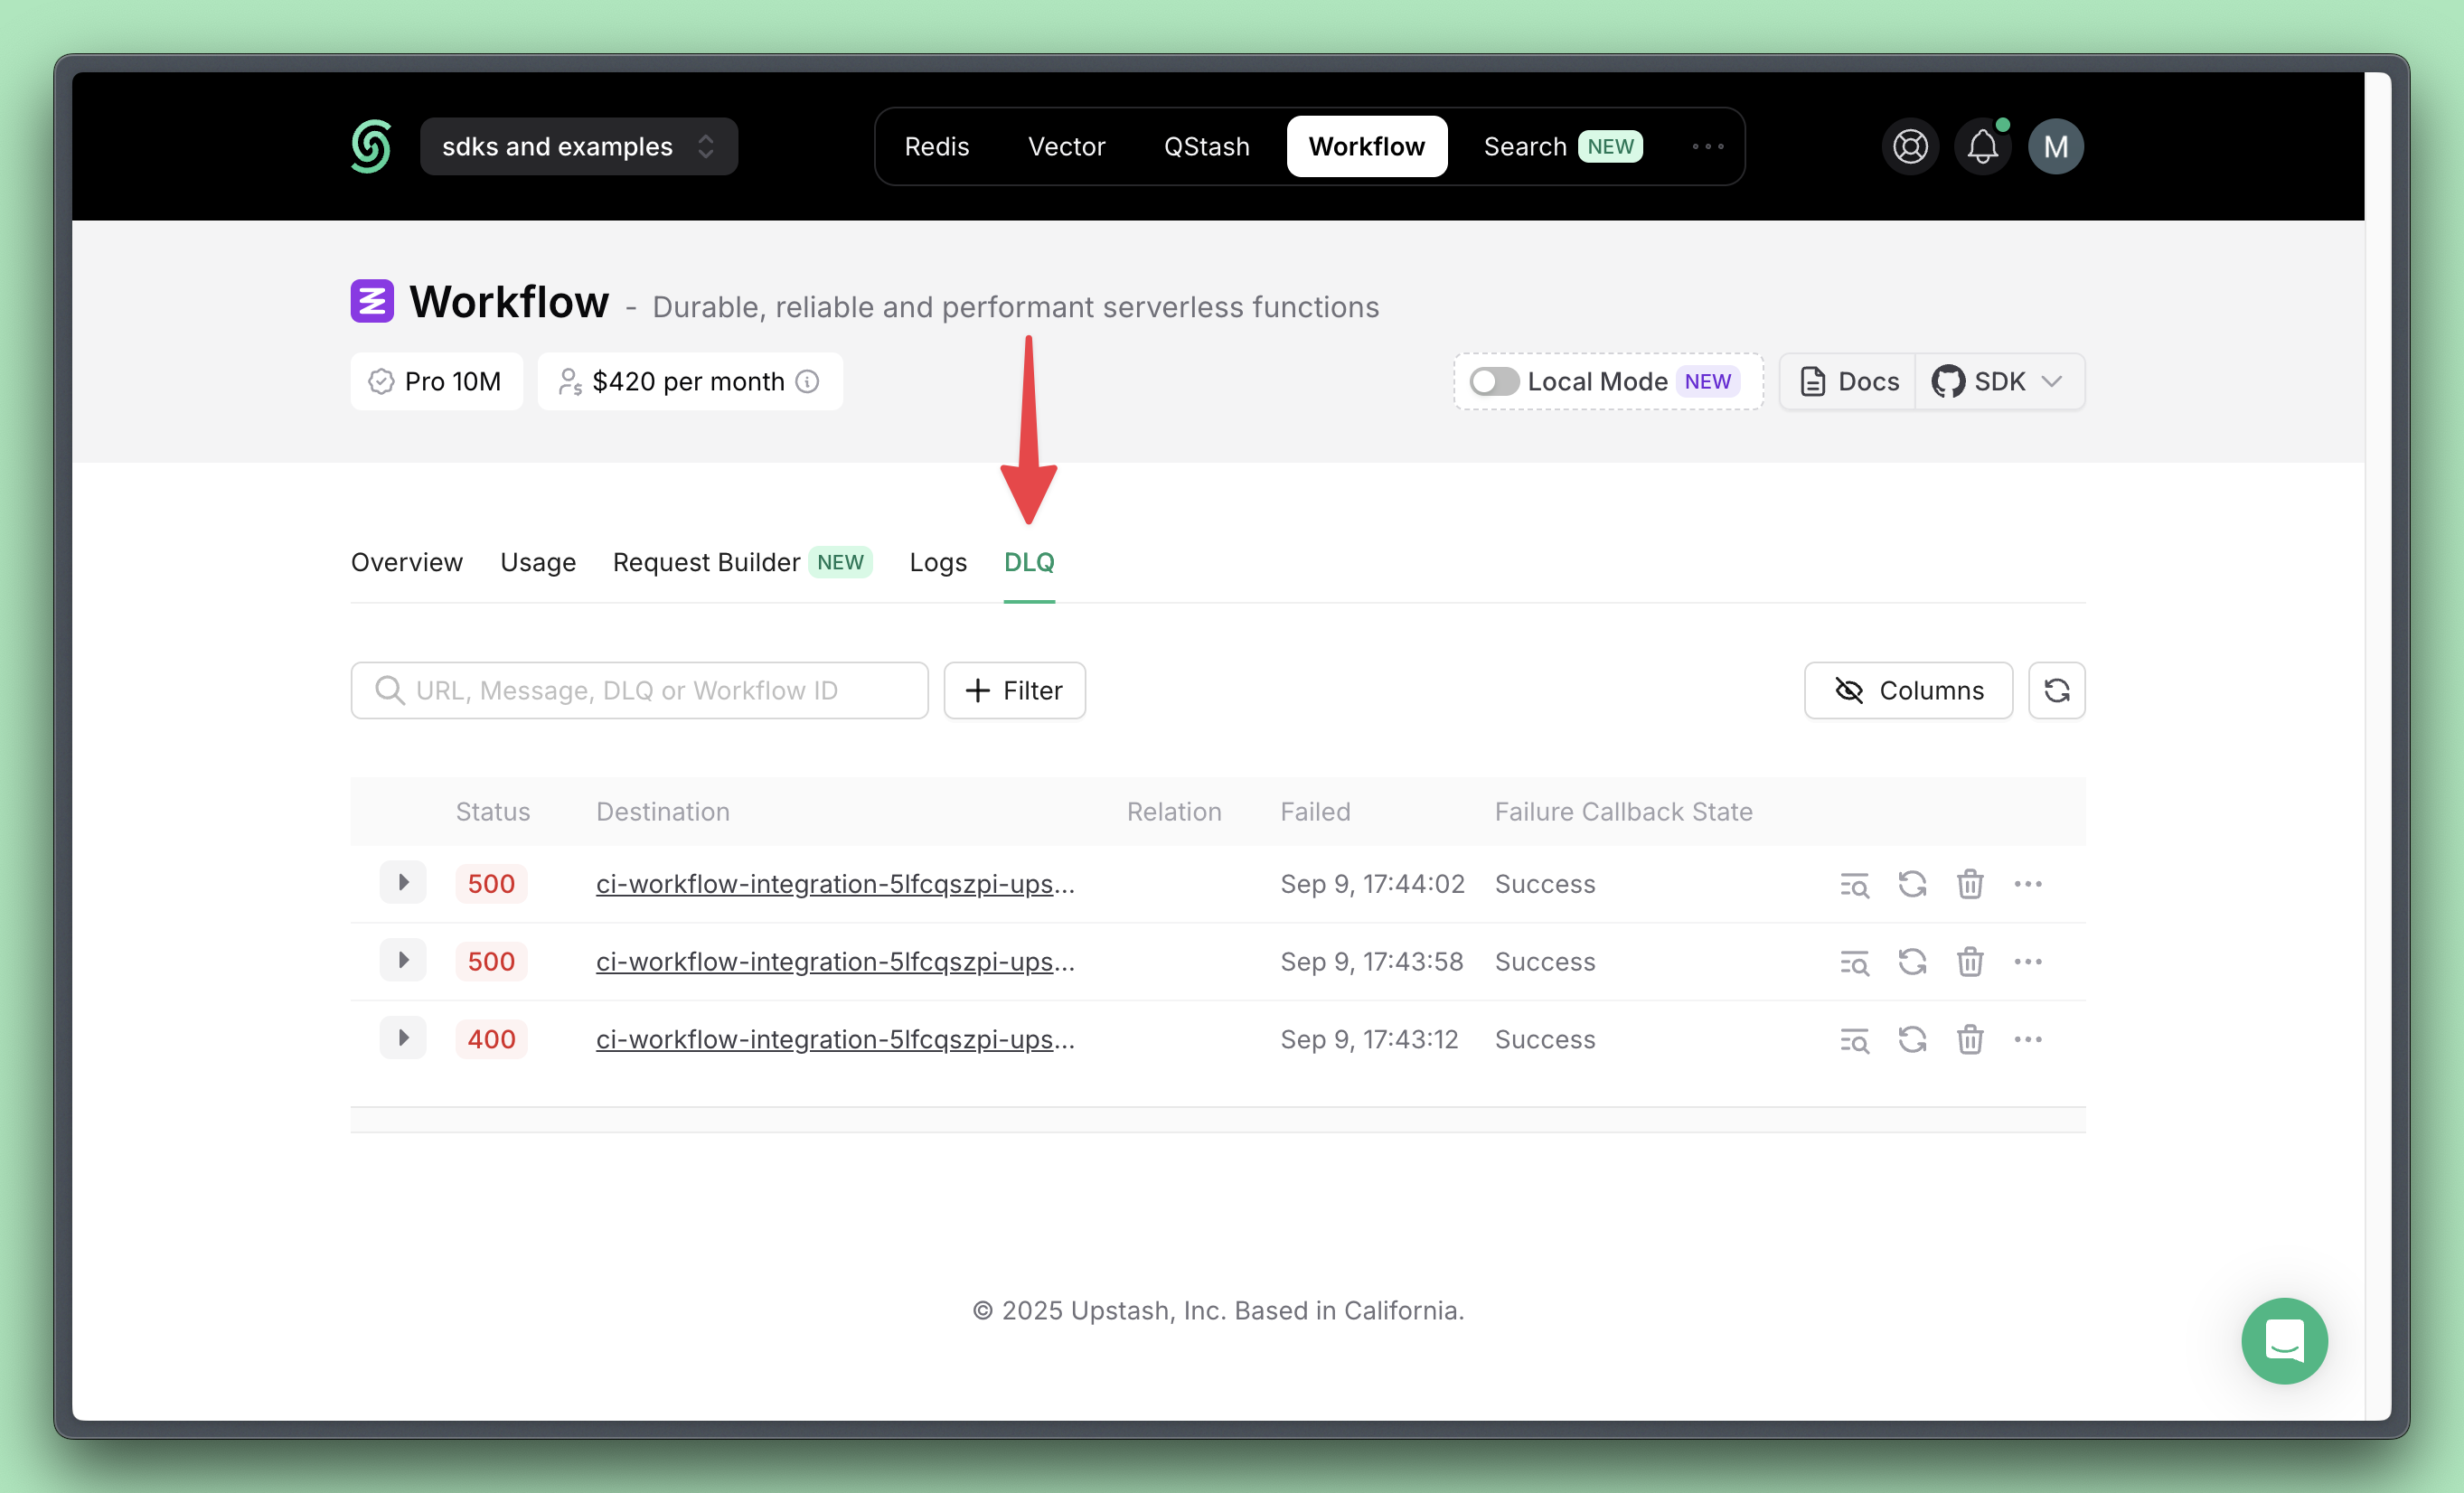 sdks and examples
Redis Vector QStash Workflow Search NEW
M
Workflow - Durable, reliable and performant serverless functions
Pro 10M $420 per month
Local Mode NEW Docs SDK
Overview Usage Request Builder NEW Logs DLQ
URL, Message, DLQ or Workflow ID
Filter
Columns
Status Destination Relation Failed Failure Callback State
500 ci-workflow-integration-5lfcqszpi-ups... Sep 9, 17:44:02 Success
500 ci-workflow-integration-5lfcqszpi-ups... Sep 9, 17:43:58 Success
400 ci-workflow-integration-5lfcqszpi-ups... Sep 9, 17:43:12 Success
© 2025 Upstash, Inc. Based in California.